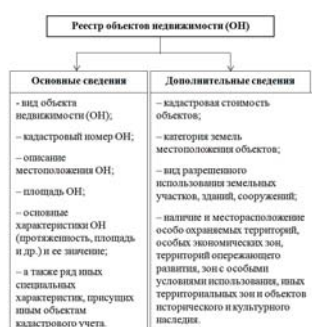 Реестр объектов недвижимости (ОН)
Основные сведения
- вид объекта
недвижимости (ОН);
– кадастровый номер ОН;
– описание
местоположения ОН;
– площадь ОН;
– основные
характеристики ОН
(протяженность, площадь
и др.) и ее значение;
– а также ряд иных
специальных
характеристик, присущих
иным объектам
кадастрового учета.
Дополнительные сведения
– кадастровая стоимость
объектов;
– категория земель
местоположения объектов;
– вид разрешенного
использования земельных
участков, зданий, сооружений;
– наличие и месторасположение
особо охраняемых территорий,
особых экономических зон,
территорий опережающего
развития, зон с особыми
условиями использования, иных
территориальных зон и объектов
исторического и культурного
наследия.